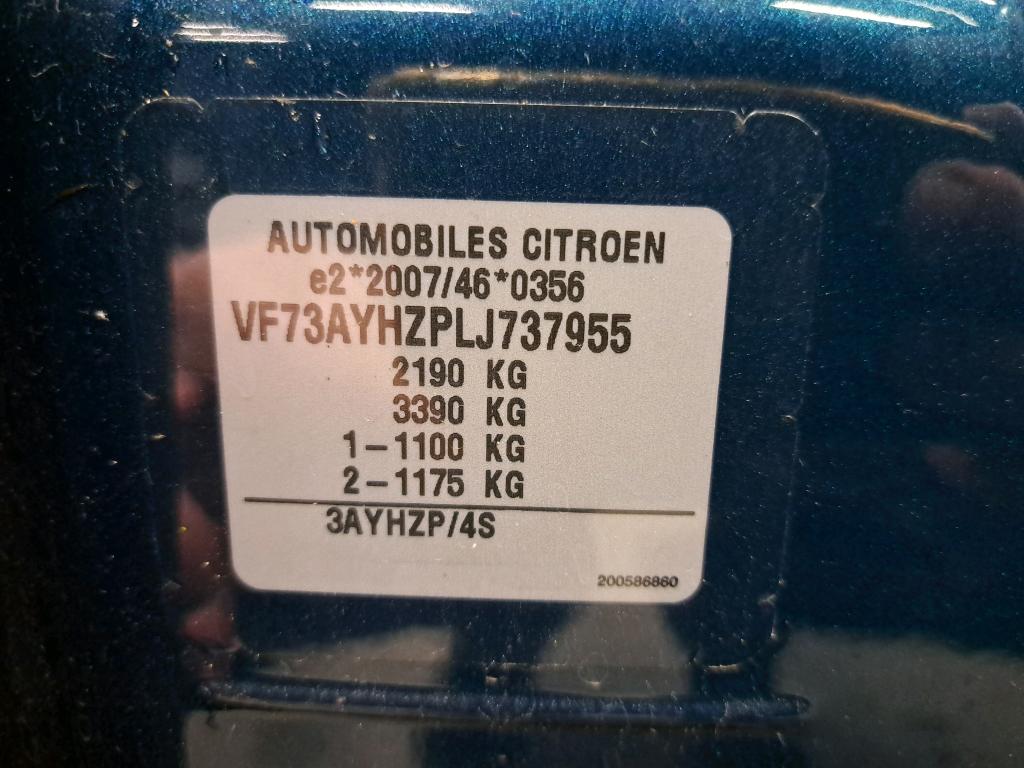 AUTOMOBILES CITROEN
e2*2007/46*0356
VF73AYHZPLJ737955
2190 KG
3390 KG
1-1100 KG
2-1175 KG
3AYHZP/4S
200586860